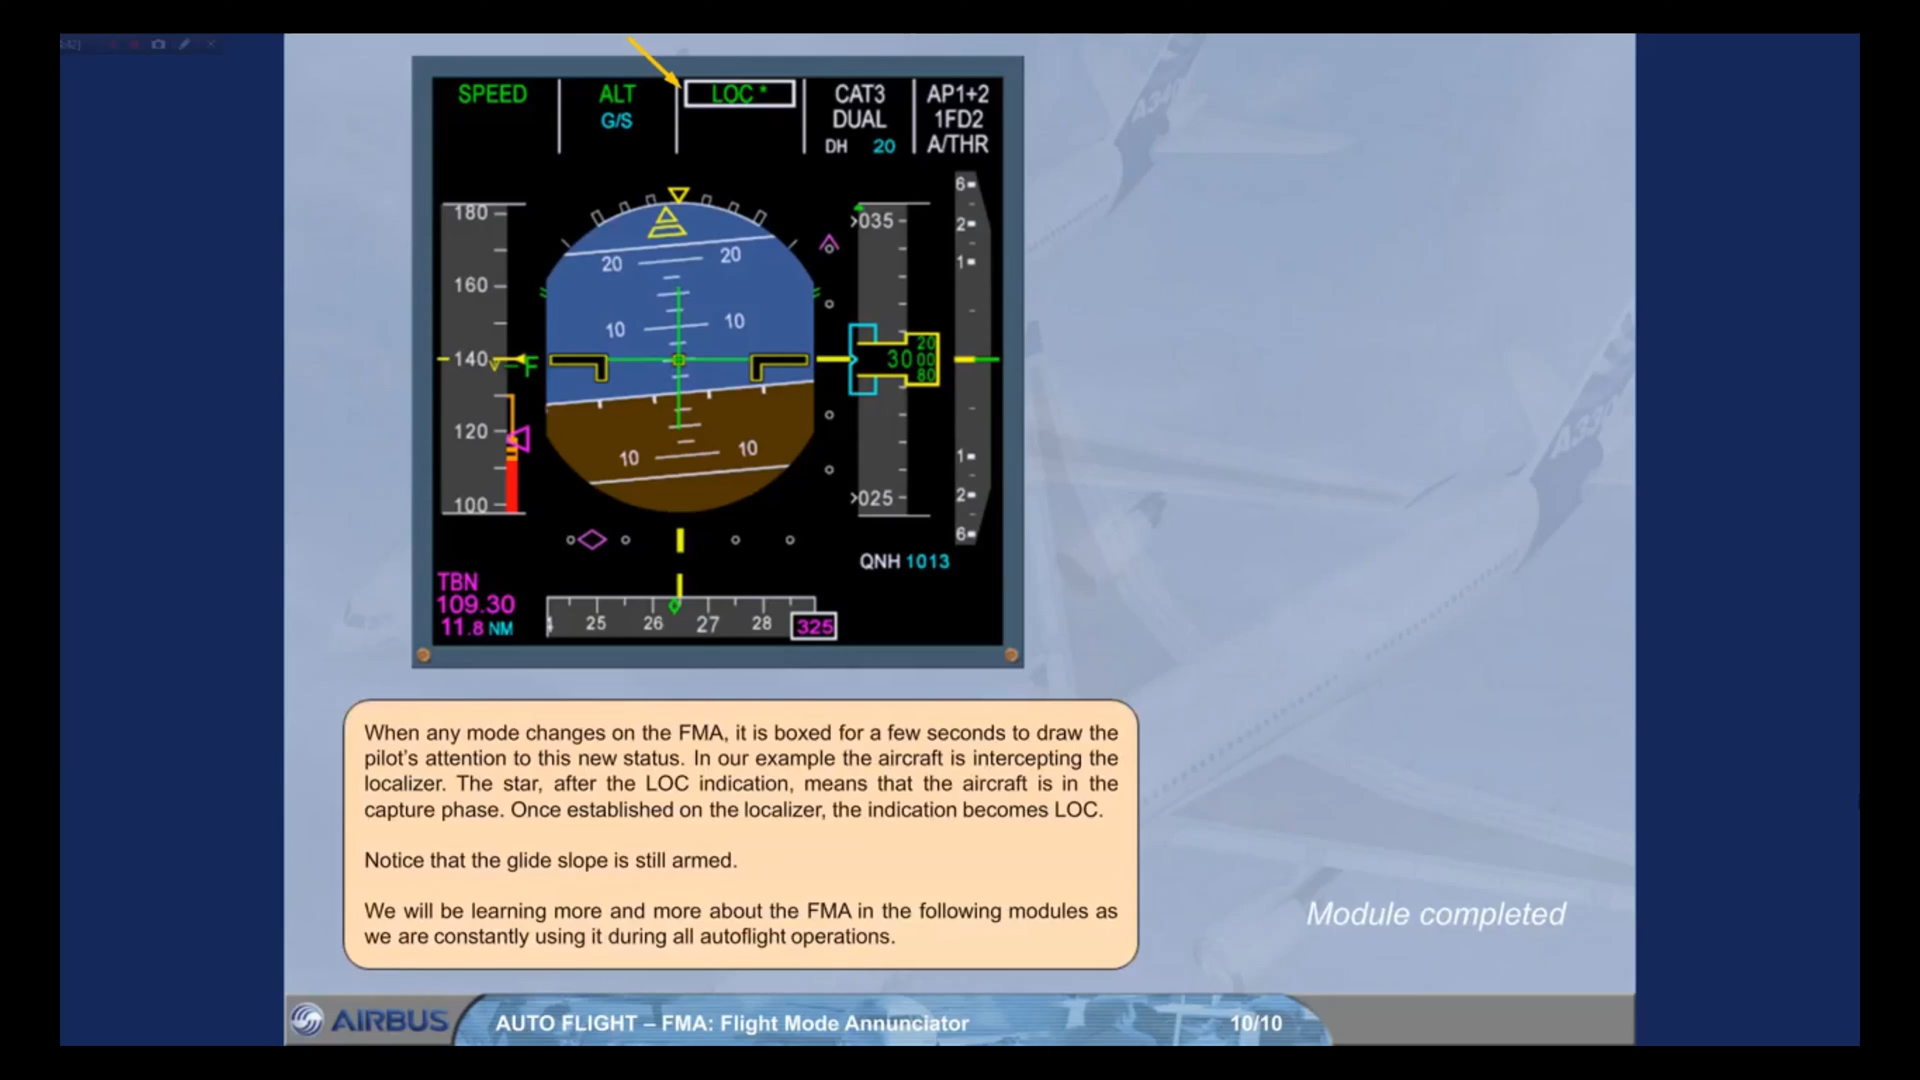 SPEED ALT LOC * CAT3 AP1+2
G/S DUAL 1FD2
DH 20 A/THR
180
160
140
120
100
F
20 20
10 10
10 10
035
30 20 00 80
025
6
2
1
1
2
6
QNH 1013
TBN
109.30
11.8 NM
25 26 27 28 325
When any mode changes on the FMA, it is boxed for a few seconds to draw the
pilot's attention to this new status. In our example the aircraft is intercepting the
localizer. The star, after the LOC indication, means that the aircraft is in the
capture phase. Once established on the localizer, the indication becomes LOC.
Notice that the glide slope is still armed.
We will be learning more and more about the FMA in the following modules as
we are constantly using it during all autoflight operations.
Module completed
AIRBUS
AUTO FLIGHT – FMA: Flight Mode Annunciator 10/10